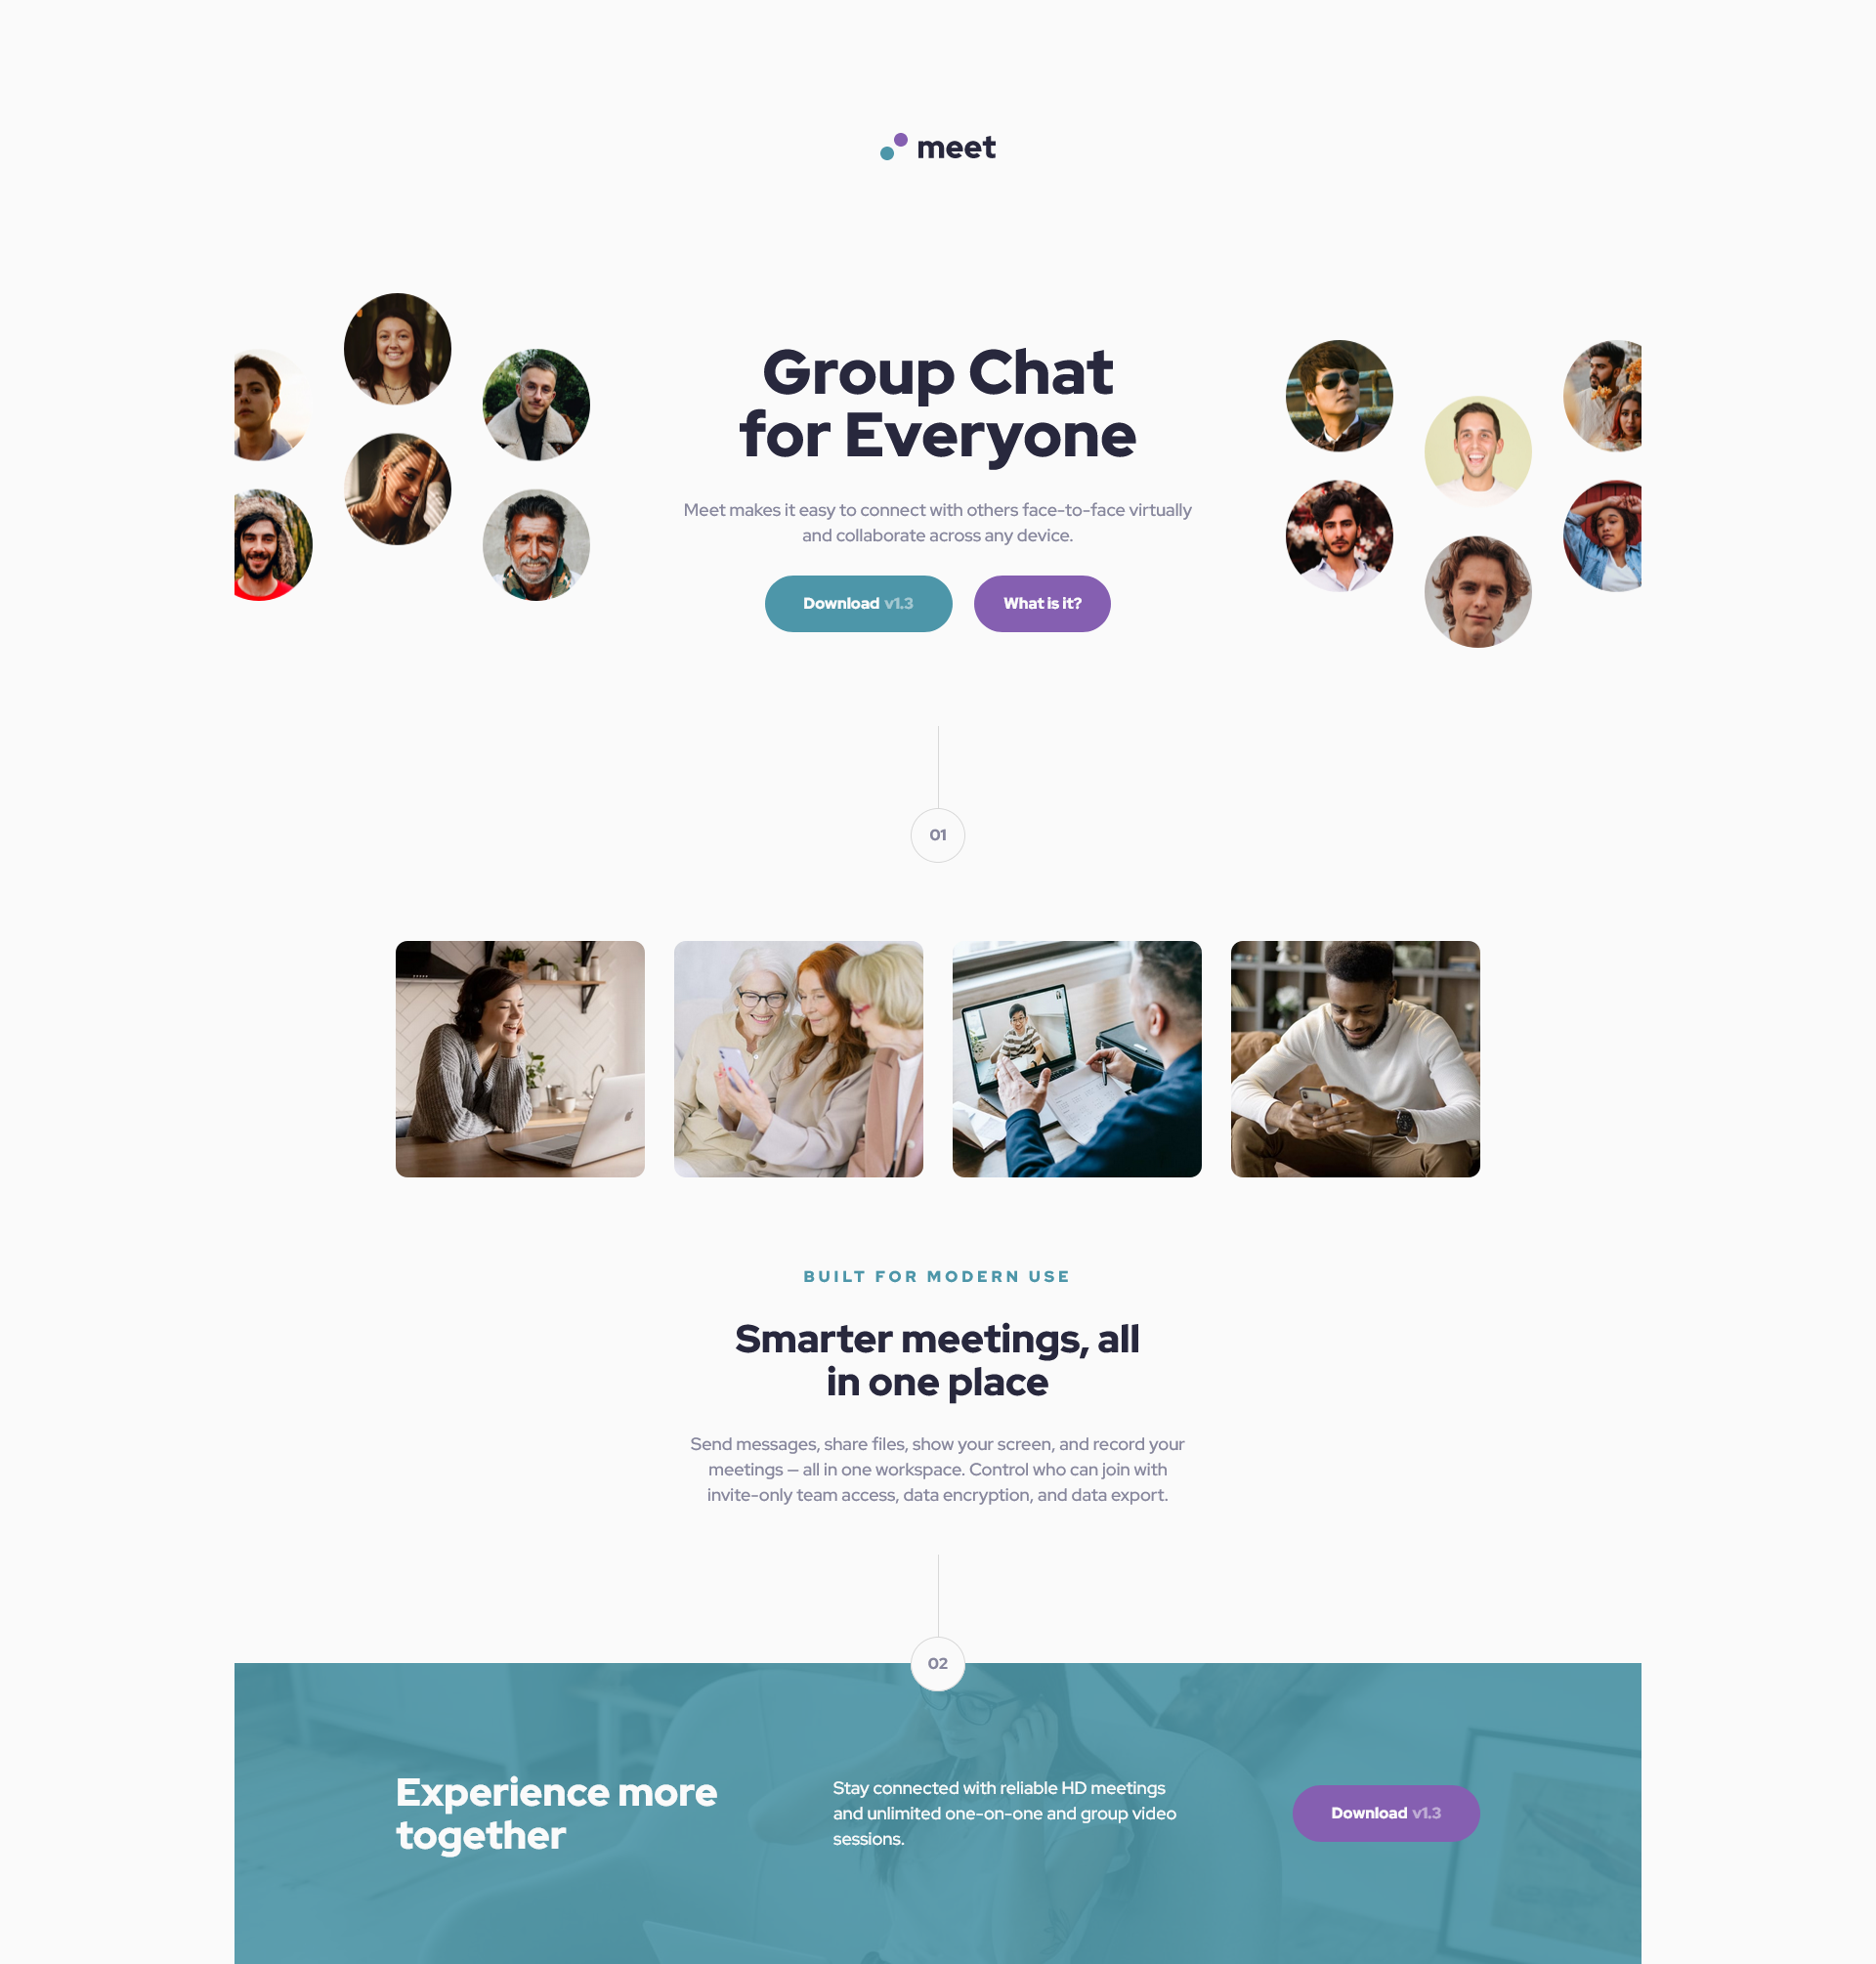 meet
Group Chat
for Everyone
Meet makes it easy to connect with others face-to-face virtually
and collaborate across any device.
Download v1.3
What is it?
01
BUILT FOR MODERN USE
Smarter meetings, all
in one place
Send messages, share files, show your screen, and record your
meetings — all in one workspace. Control who can join with
invite-only team access, data encryption, and data export.
02
Experience more
together
Stay connected with reliable HD meetings
and unlimited one-on-one and group video
sessions.
Download v1.3